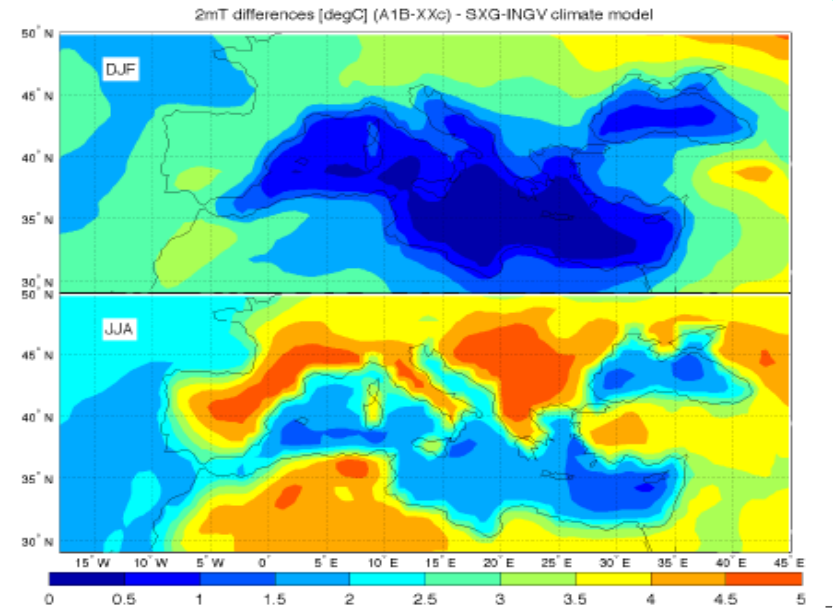 2mT differences [degC] (A1B-XXc) - SXG-INGV climate model
50° N
DJF
45° N
40° N
35° N
30° N
50° N
JJA
45° N
40° N
35° N
30° N
15° W 10° W 5° W 0° 5° E 10° E 15° E 20° E 25° E 30° E 35° E 40° E 45° E
0 0.5 1 1.5 2 2.5 3 3.5 4 4.5 5